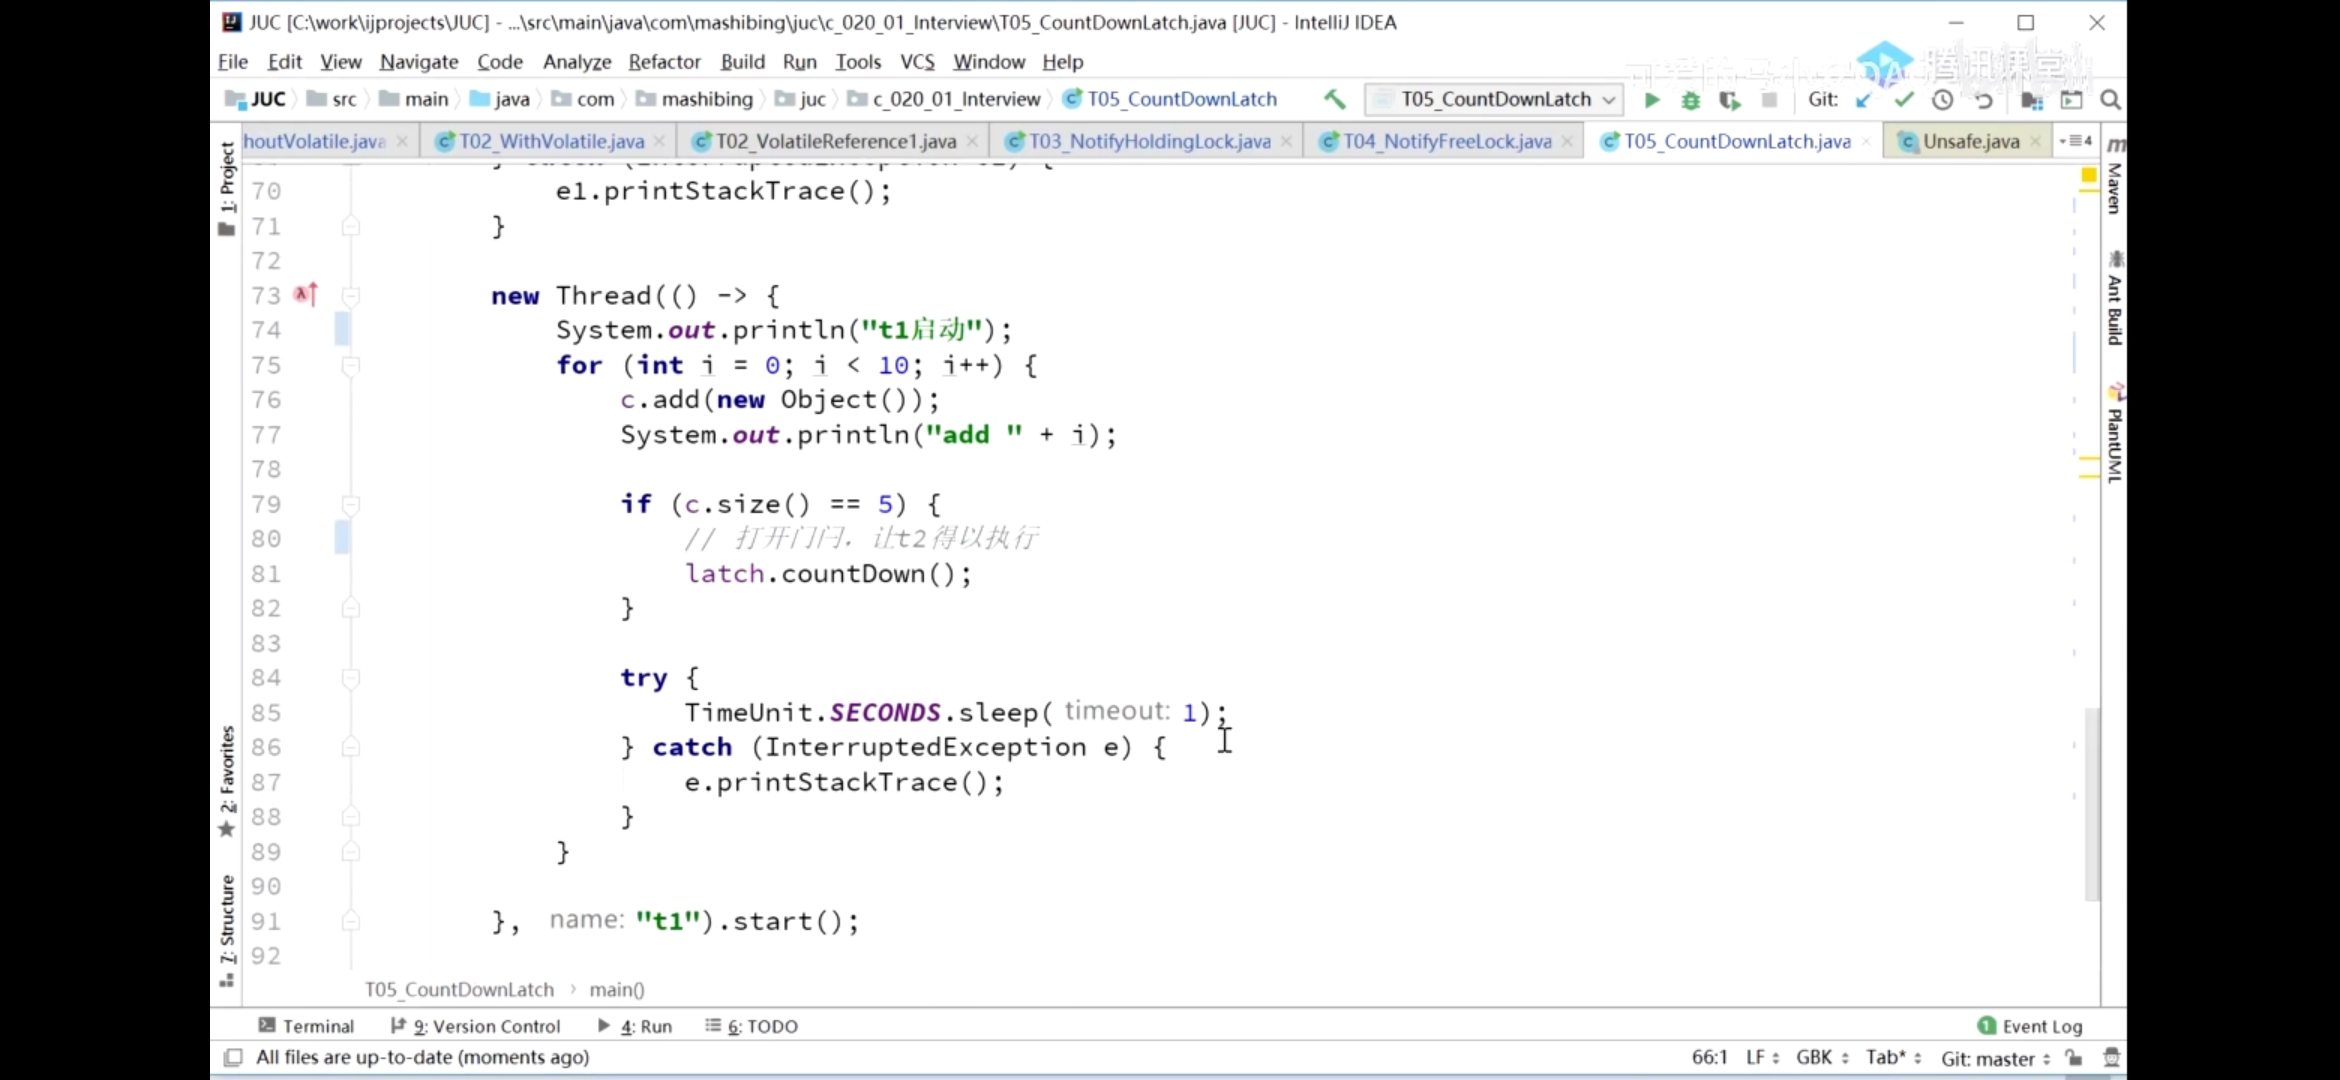 JUC [C:\work\ijprojects\JUC] - ...\src\main\java\com\mashibing\juc\c_020_01_Interview\T05_CountDownLatch.java [JUC] - IntelliJ IDEA
File Edit View Navigate Code Analyze Refactor Tools VCS Window Help
腾讯课堂
JUC src main java com mashibing juc c_020_01_Interview T05_CountDownLatch T05_CountDownLatch Git:
houtVolatile.java T02_WithVolatile.java T02_VolatileReference1.java T03_NotifyHoldingLock.java T04_NotifyFreeLock.java T05_CountDownLatch.java Unsafe.java
70 e1.printStackTrace();
71 }
72
73 new Thread(() -> {
74 System.out.println("t1启动");
75 for (int i = 0; i < 10; i++) {
76 c.add(new Object());
77 System.out.println("add " + i);
78
79 if (c.size() == 5) {
80 // 打开门闩，让t2得以执行
81 latch.countDown();
82 }
83
84 try {
85 TimeUnit.SECONDS.sleep( timeout: 1);
86 } catch (InterruptedException e) {
87 e.printStackTrace();
88 }
89 }
90
91 }, name: "t1").start();
92
T05_CountDownLatch > main()
1: Project
2: Favorites
7: Structure
Maven
Ant Build
PlantUML
Terminal 9: Version Control 4: Run 6: TODO 1 Event Log
All files are up-to-date (moments ago) 66:1 LF GBK Tab* Git: master